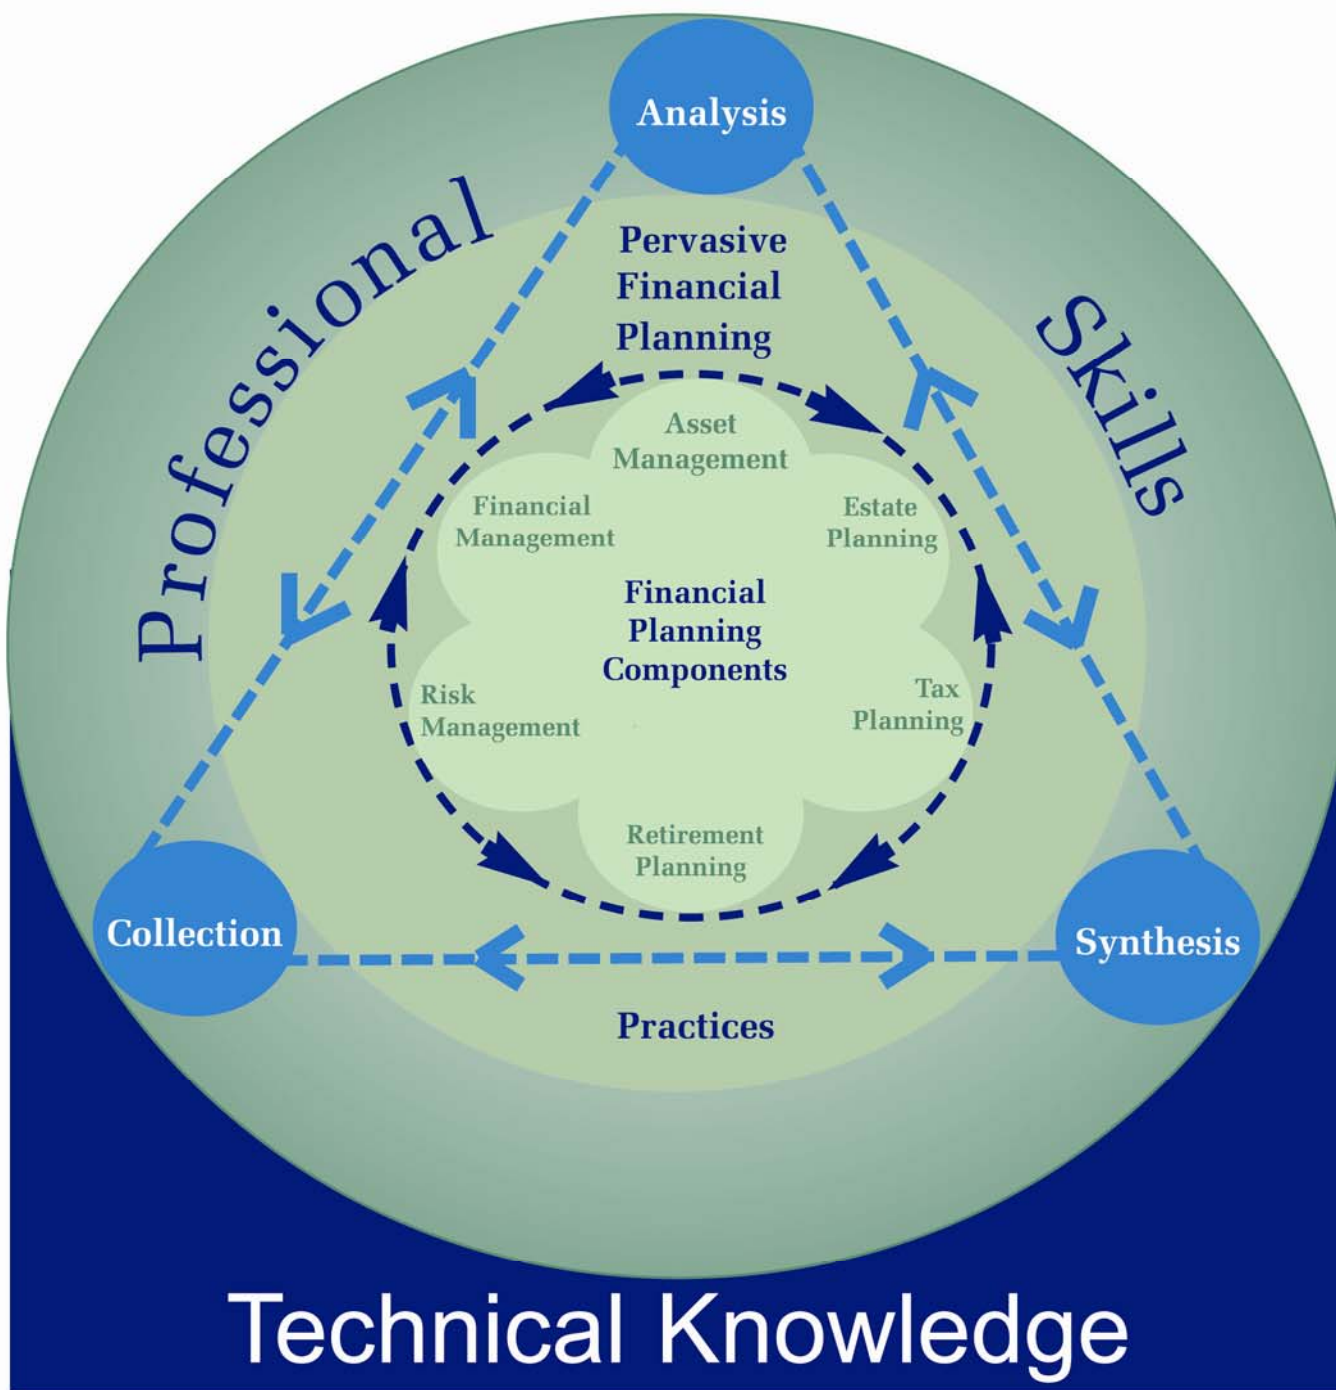 Analysis
Professional
Skills
Pervasive
Financial
Planning
Asset
Management
Financial
Management
Estate
Planning
Financial
Planning
Components
Risk
Management
Tax
Planning
Retirement
Planning
Collection
Synthesis
Practices
Technical Knowledge